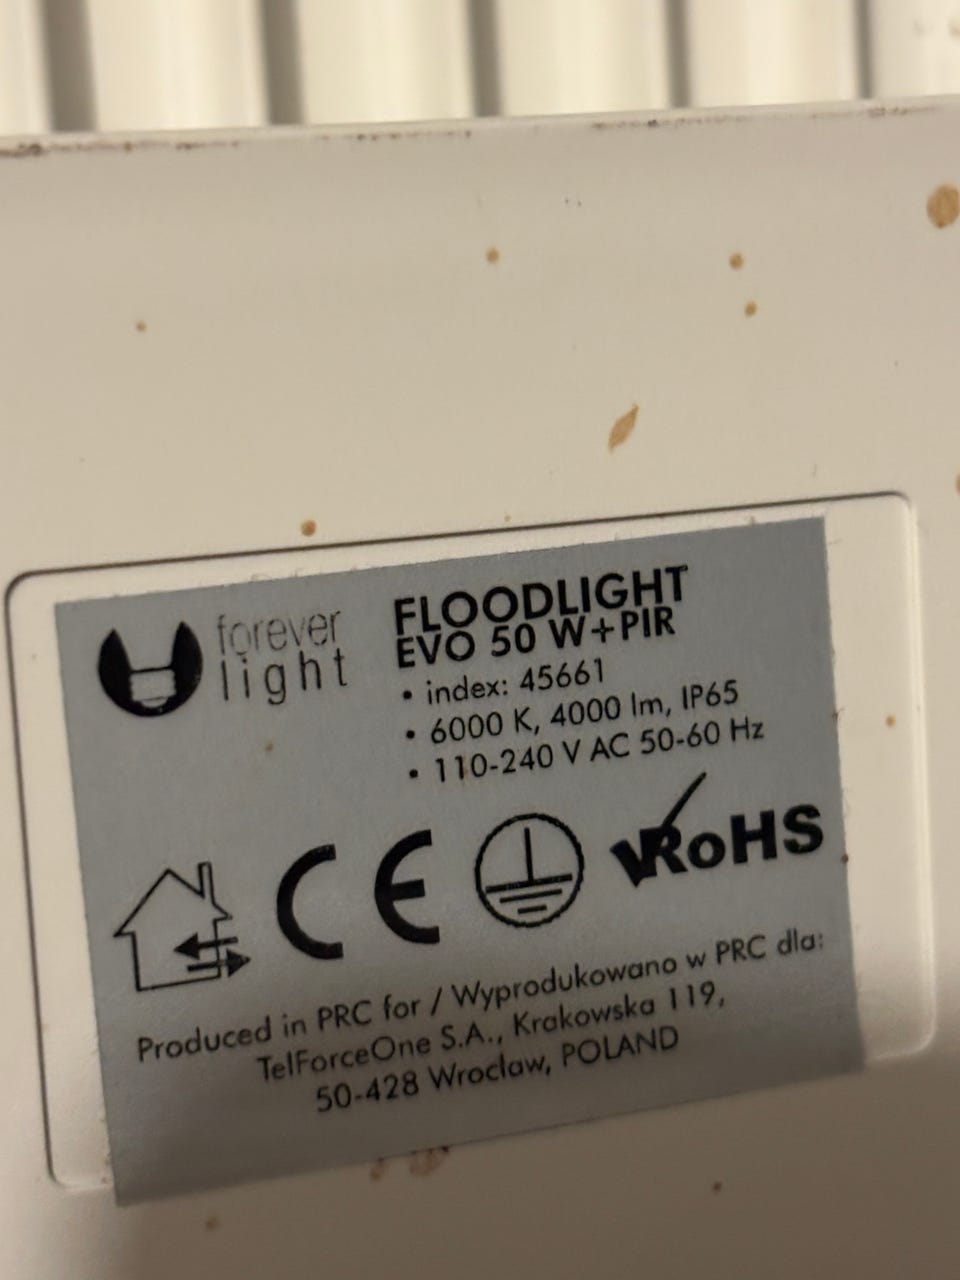 forever
light
FLOODLIGHT
EVO 50 W+PIR
• index: 45661
• 6000 K, 4000 lm, IP65
• 110-240 V AC 50-60 Hz
CE
RoHS
Produced in PRC for / Wyprodukowano w PRC dla:
TelForceOne S.A., Krakowska 119,
50-428 Wroclaw, POLAND